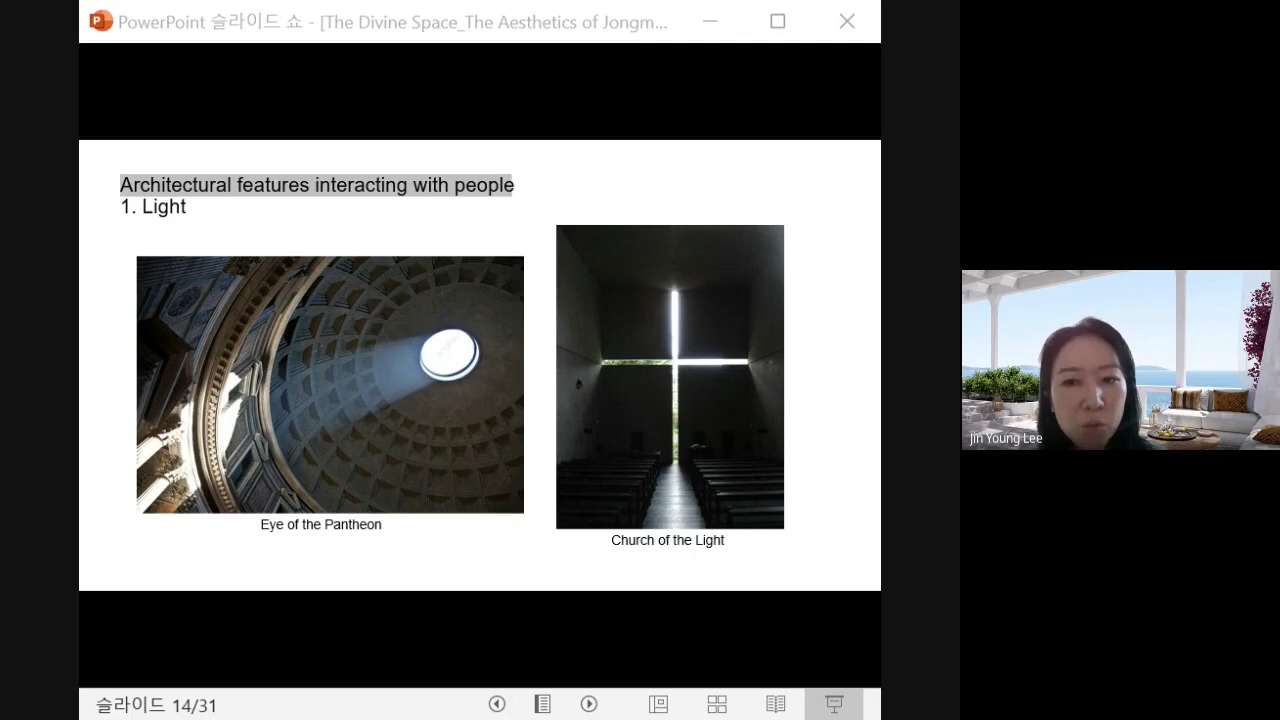 PowerPoint 슬라이드 쇼 - [The Divine Space_The Aesthetics of Jongm...
Architectural features interacting with people
1. Light
Eye of the Pantheon
Church of the Light
Jin Young Lee
슬라이드 14/31